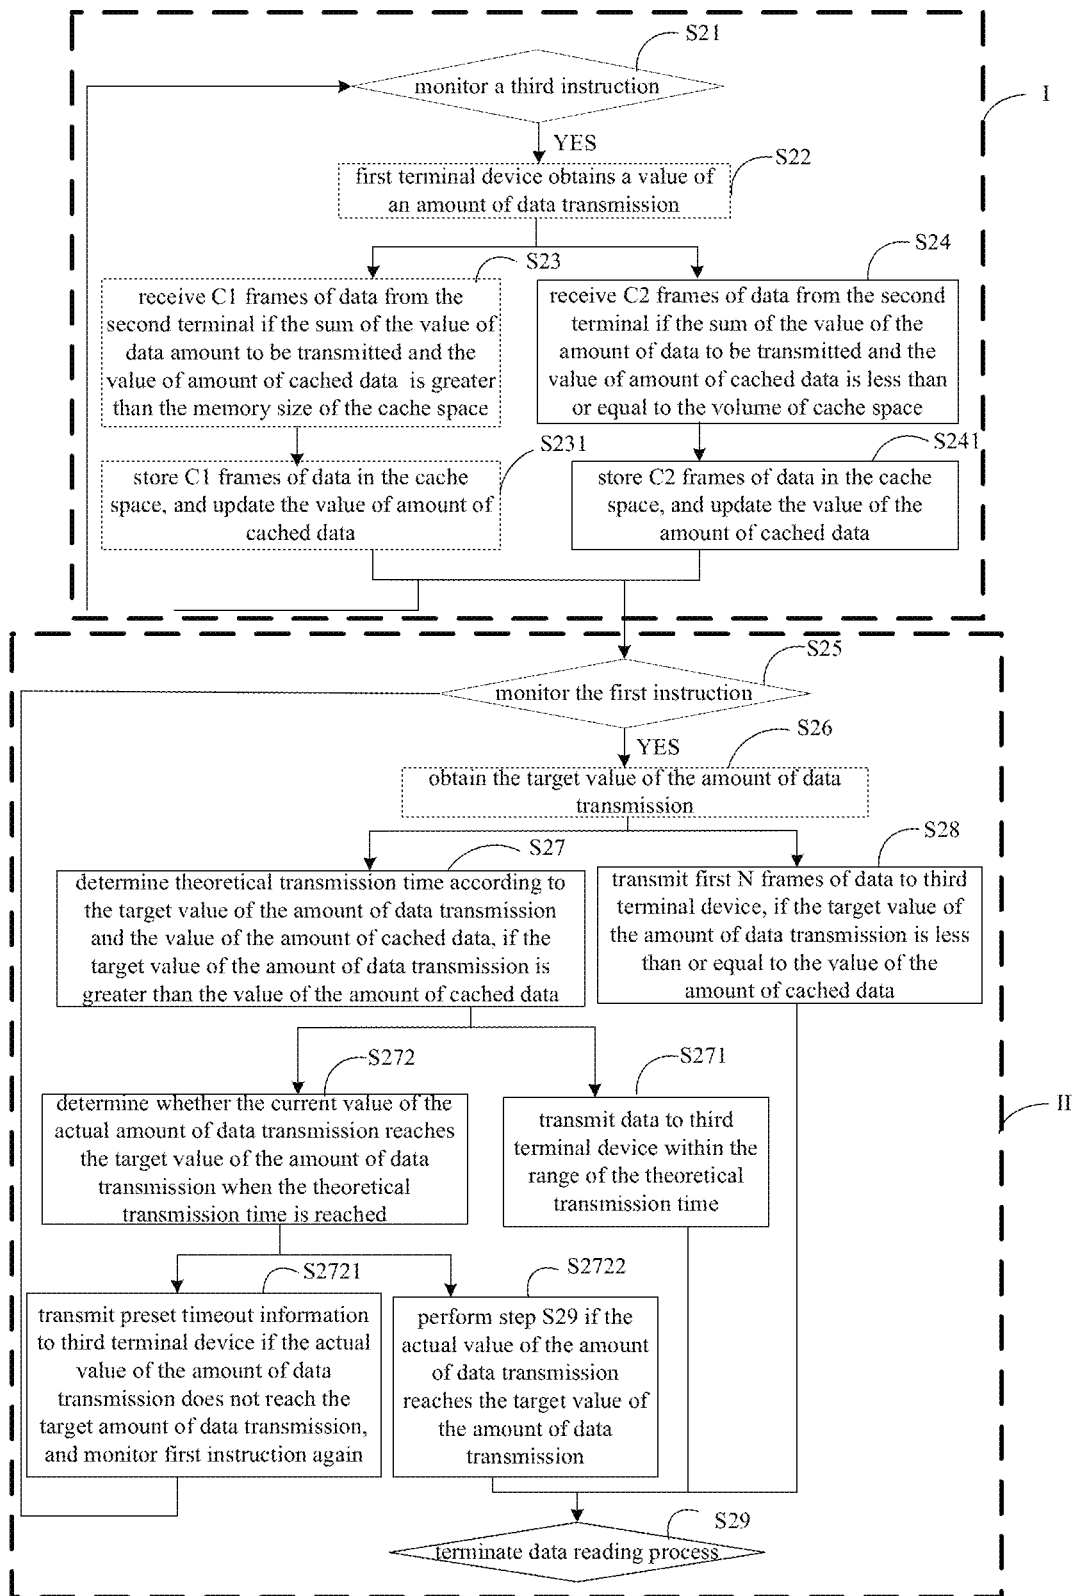 S21
monitor a third instruction
I
YES
S22
first terminal device obtains a value of
an amount of data transmission
S23
receive C1 frames of data from the
second terminal if the sum of the value of
data amount to be transmitted and the
value of amount of cached data is greater
than the memory size of the cache space
S24
receive C2 frames of data from the second
terminal if the sum of the value of the
amount of data to be transmitted and the
value of amount of cached data is less than
or equal to the volume of cache space
S231
store C1 frames of data in the cache
space, and update the value of amount of
cached data
S241
store C2 frames of data in the cache
space, and update the value of the
amount of cached data
S25
monitor the first instruction
YES
S26
obtain the target value of the amount of data
transmission
S27
determine theoretical transmission time according to
the target value of the amount of data transmission
and the value of the amount of cached data, if the
target value of the amount of data transmission is
greater than the value of the amount of cached data
S28
transmit first N frames of data to third
terminal device, if the target value of
the amount of data transmission is less
than or equal to the value of the
amount of cached data
S272
determine whether the current value of the
actual amount of data transmission reaches
the target value of the amount of data
transmission when the theoretical
transmission time is reached
S271
transmit data to third
terminal device within the
range of the theoretical
transmission time
II
S2721
transmit preset timeout information
to third terminal device if the actual
value of the amount of data
transmission does not reach the
target amount of data transmission,
and monitor first instruction again
S2722
perform step S29 if the
actual value of the amount
of data transmission
reaches the target value of
the amount of data
transmission
S29
terminate data reading process